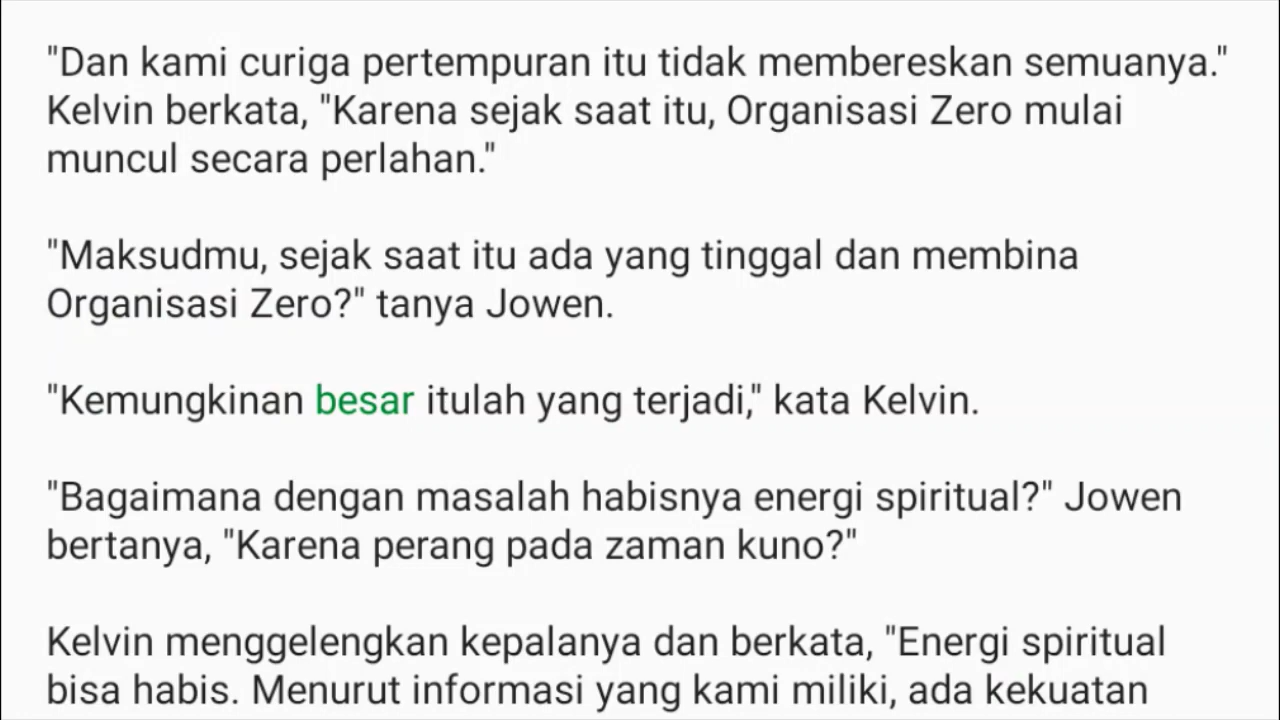 "Dan kami curiga pertempuran itu tidak membereskan semuanya."
Kelvin berkata, "Karena sejak saat itu, Organisasi Zero mulai
muncul secara perlahan."
"Maksudmu, sejak saat itu ada yang tinggal dan membina
Organisasi Zero?" tanya Jowen.
"Kemungkinan besar itulah yang terjadi," kata Kelvin.
"Bagaimana dengan masalah habisnya energi spiritual?" Jowen
bertanya, "Karena perang pada zaman kuno?"
Kelvin menggelengkan kepalanya dan berkata, "Energi spiritual
bisa habis. Menurut informasi yang kami miliki, ada kekuatan